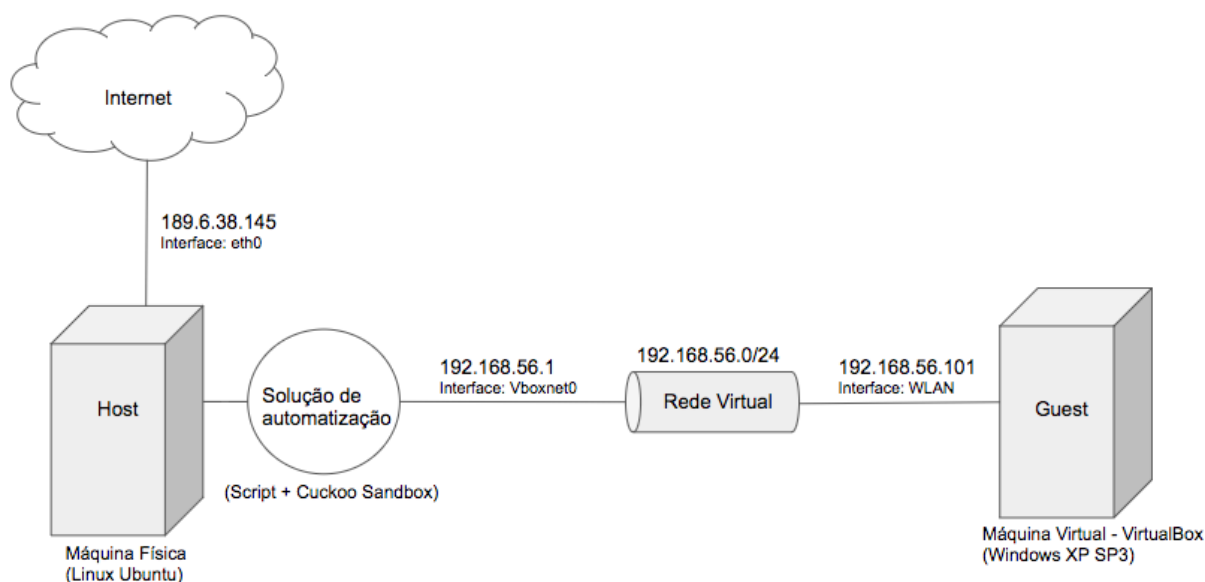 Internet
189.6.38.145
Interface: eth0
Host
Solução de
automatização
(Script + Cuckoo Sandbox)
192.168.56.1
Interface: Vboxnet0
192.168.56.0/24
Rede Virtual
192.168.56.101
Interface: WLAN
Guest
Máquina Física
(Linux Ubuntu)
Máquina Virtual - VirtualBox
(Windows XP SP3)